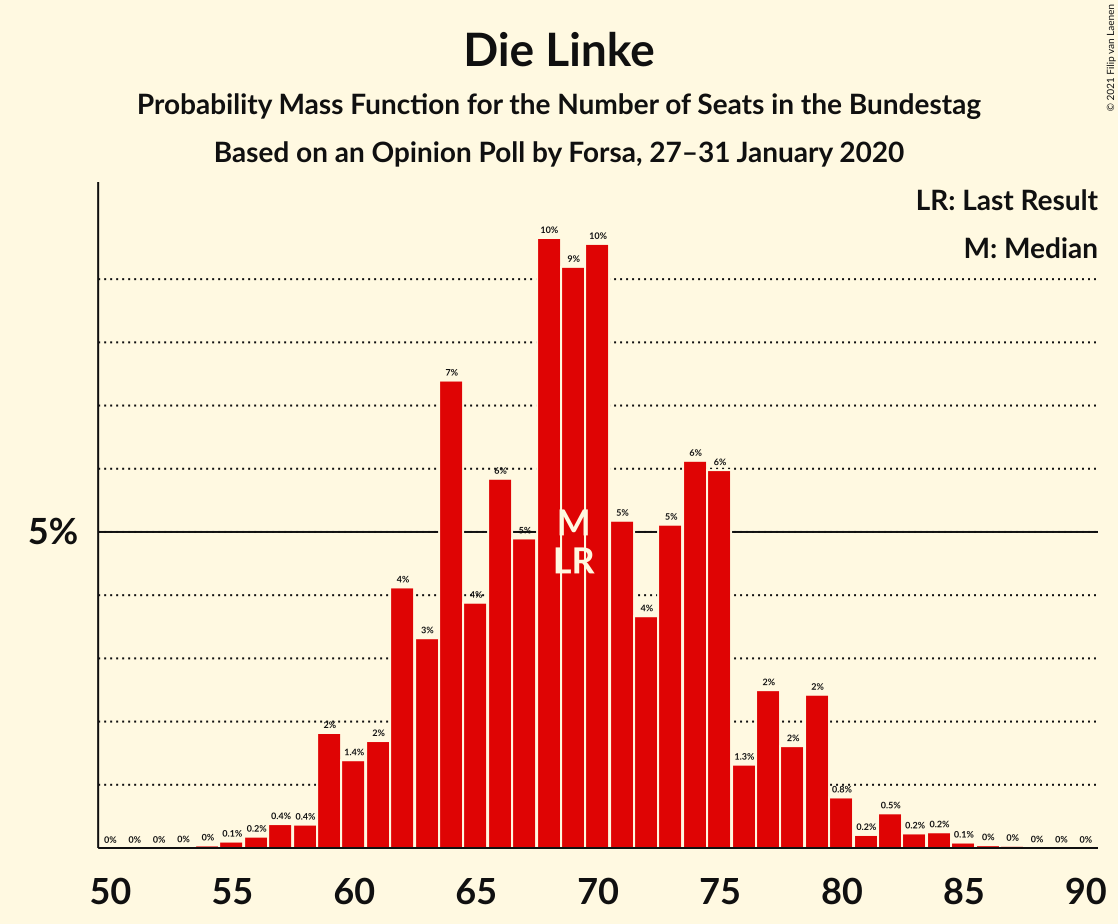 Die Linke
Probability Mass Function for the Number of Seats in the Bundestag
Based on an Opinion Poll by Forsa, 27–31 January 2020
© 2021 Filip van Laenen
LR: Last Result
M: Median
5%
0% 0% 0% 0% 0% 0.1% 0.2% 0.4% 0.4% 2% 1.4% 2% 4% 3% 7% 4% 6% 5% 10% 9% 10% 5% 4% 5% 6% 6% 1.3% 2% 2% 2% 0.8% 0.2% 0.5% 0.2% 0.2% 0.1% 0% 0% 0% 0% 0%
M
LR
50 55 60 65 70 75 80 85 90